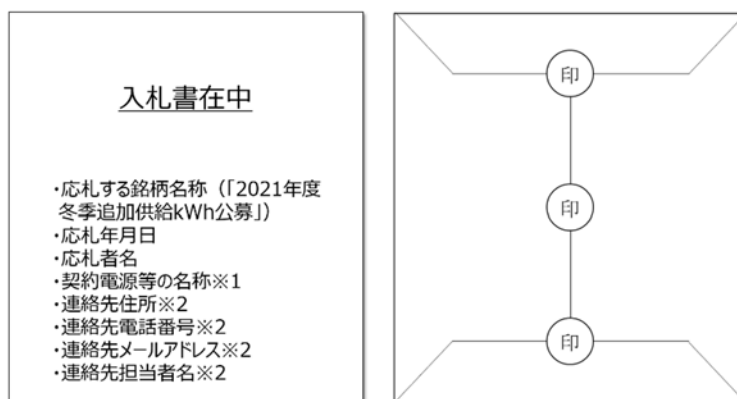 入札書在中
・応札する銘柄名称（「2021年度
冬季追加供給kWh公募」）
・応札年月日
・応札者名
・契約電源等の名称※1
・連絡先住所※2
・連絡先電話番号※2
・連絡先メールアドレス※2
・連絡先担当者名※2
印
印
印